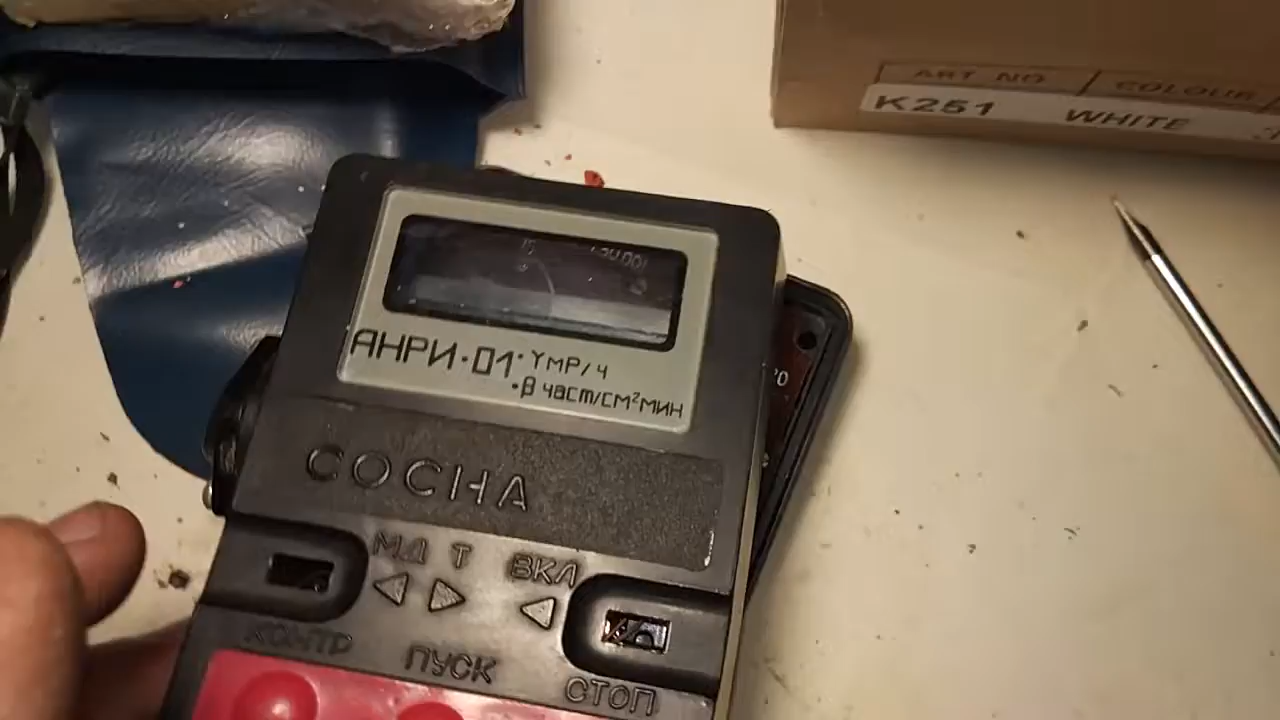 ART NO COLOUR
K251 WHITE
АНРИ·01· γмР/ч
·β част/см²мин
СОСНА
МД Т ВКЛ
КОНТР ПУСК СТОП